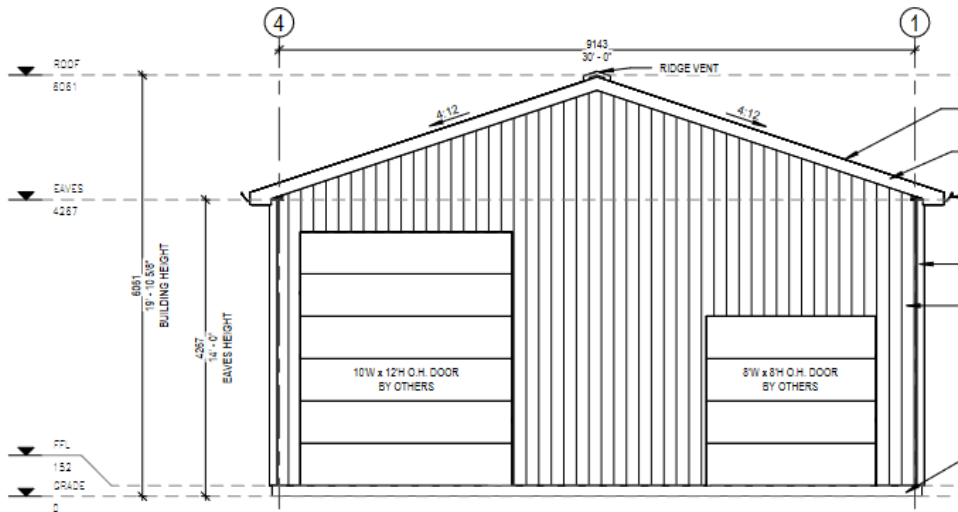 4
1
9143
30' - 0"
ROOF
6061
RIDGE VENT
4:12
4:12
EAVES
4267
6061
19' - 10 5/8"
BUILDING HEIGHT
4267
14' - 0"
EAVES HEIGHT
10'W x 12'H O.H. DOOR
BY OTHERS
8'W x 8'H O.H. DOOR
BY OTHERS
FFL
152
GRADE
0